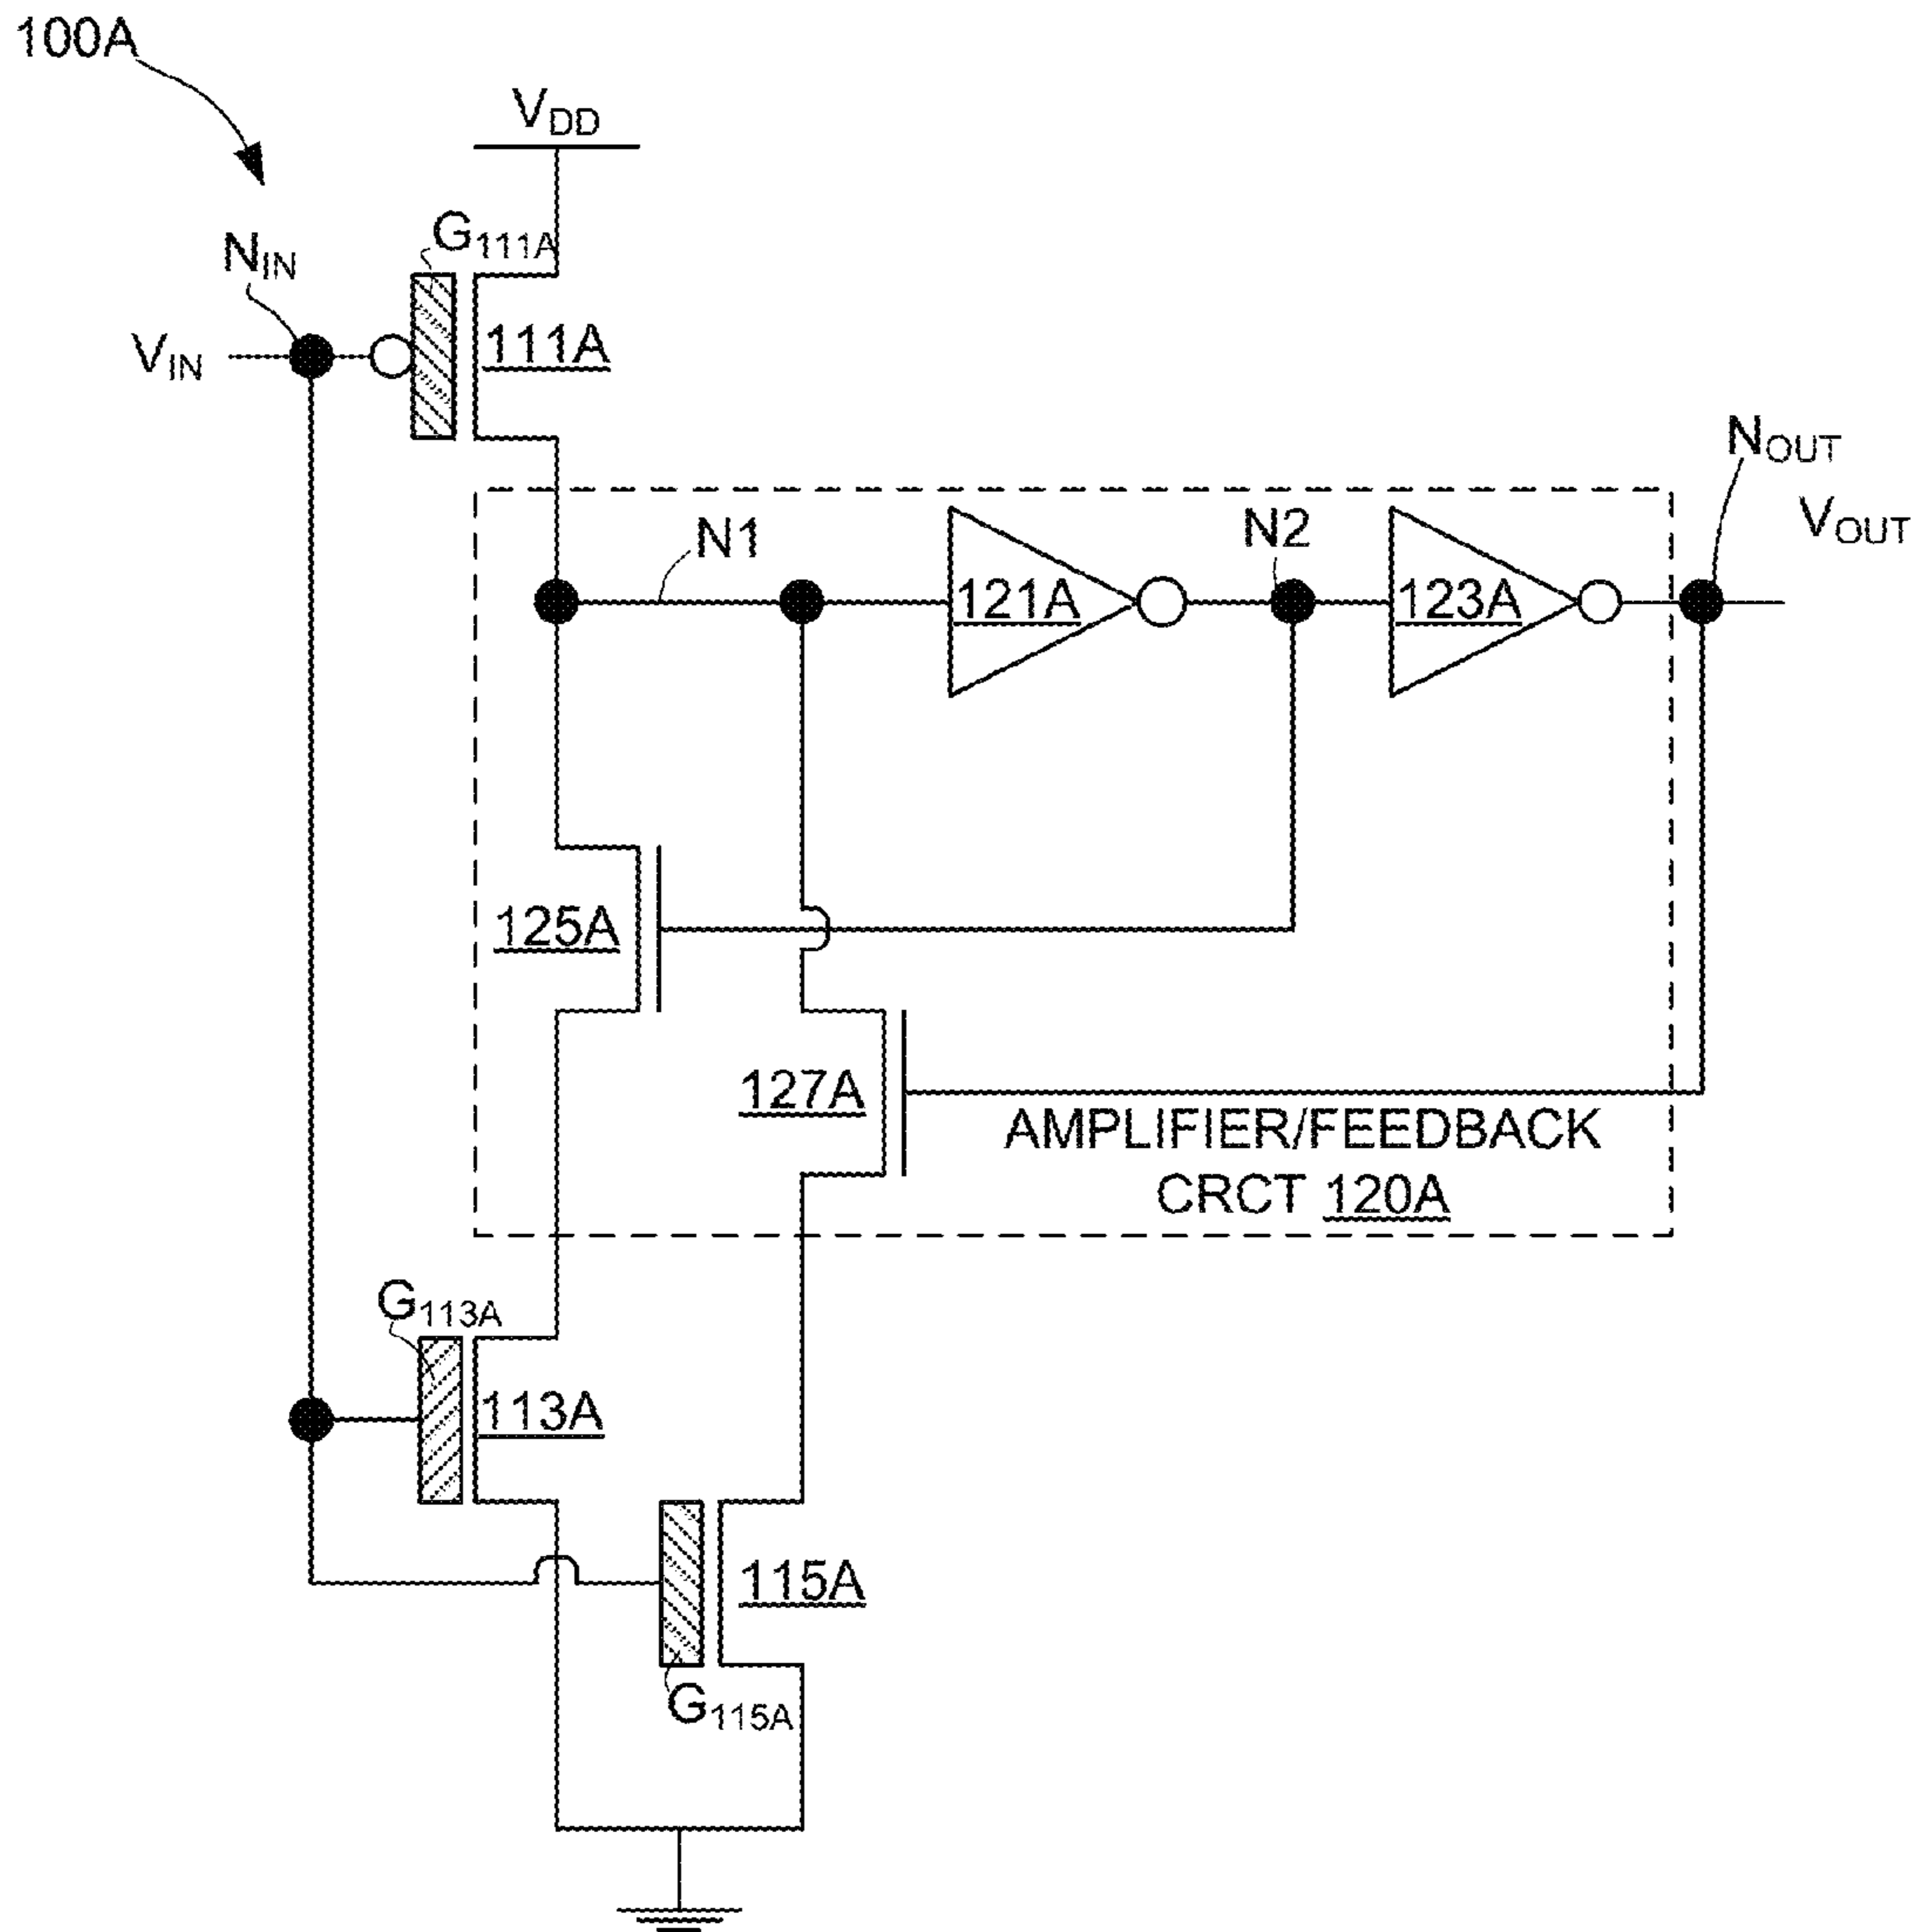 100A
VDD
G111A
NIN
VIN
111A
NOUT
VOUT
N1
N2
121A
123A
125A
127A
AMPLIFIER/FEEDBACK
CRCT 120A
G113A
113A
115A
G115A